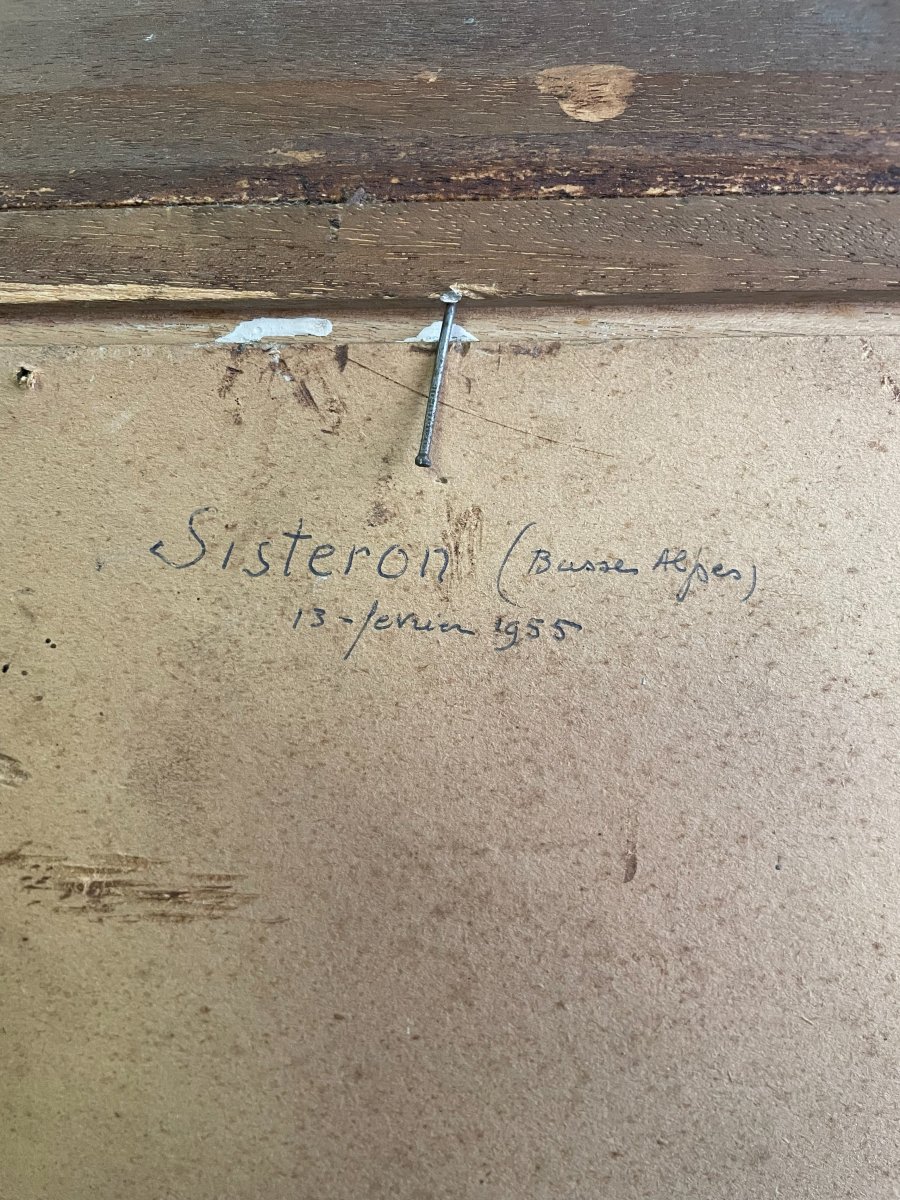 Sisteron (Basses Alpes)
13 - fevrier 1955